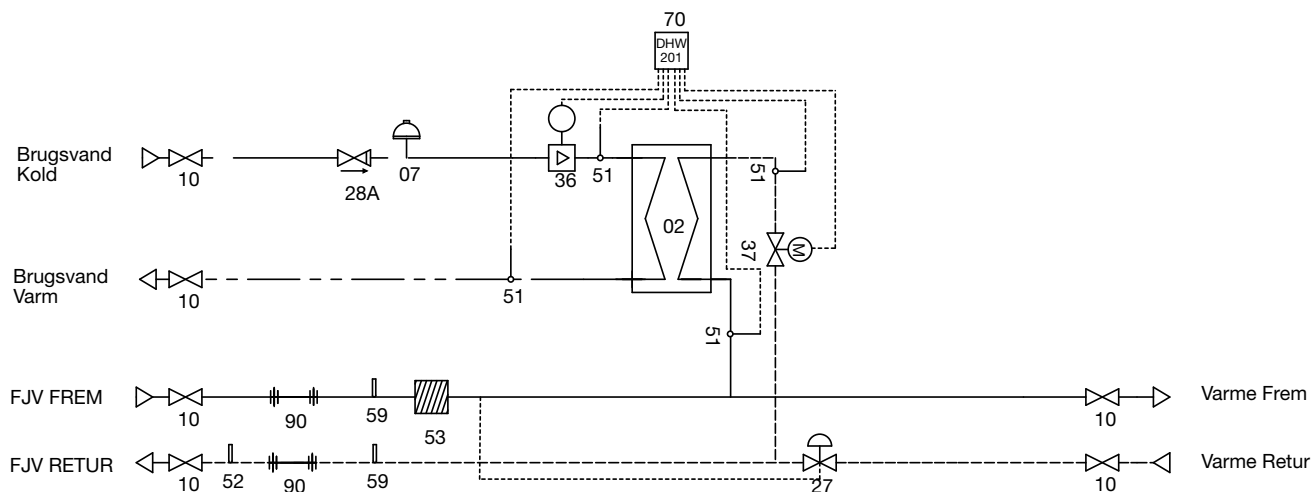 70
DHW
201
Brugsvand
Kold
10
28A
07
36
51
51
02
37
M
Brugsvand
Varm
10
51
51
FJV FREM
10
90
59
53
10
Varme Frem
FJV RETUR
10
52
90
59
27
10
Varme Retur